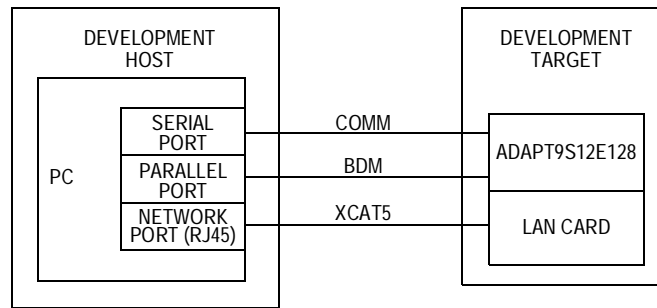 DEVELOPMENT
HOST
DEVELOPMENT
TARGET
SERIAL
PORT
COMM
ADAPT9S12E128
PC
PARALLEL
PORT
BDM
NETWORK
PORT (RJ45)
XCAT5
LAN CARD